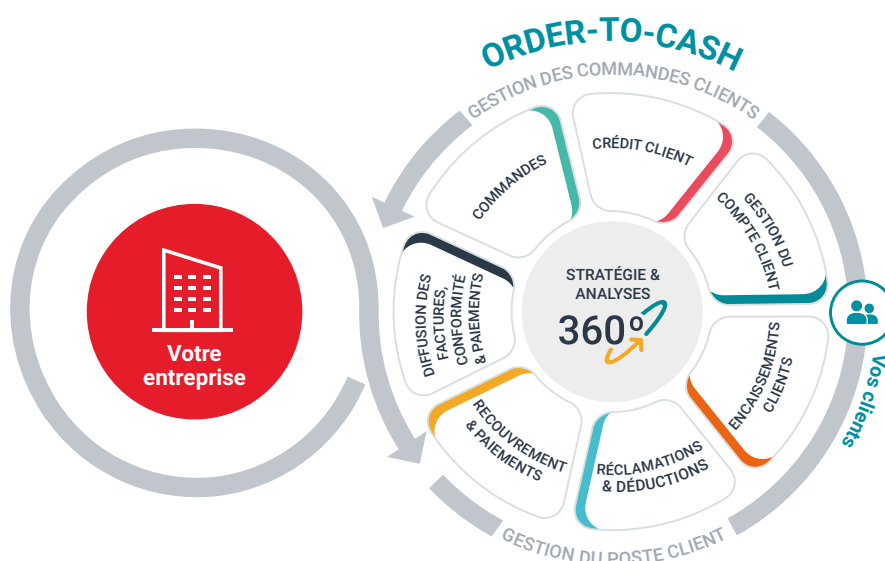 ORDER-TO-CASH
GESTION DES COMMANDES CLIENTS
CRÉDIT CLIENT
COMMANDES
GESTION DU
COMPTE CLIENT
STRATÉGIE &
ANALYSES
360º
DIFFUSION DES
FACTURES,
CONFORMITÉ
& PAIEMENTS
ENCAISSEMENTS
CLIENTS
Vos clients
RECOUVREMENT
& PAIEMENTS
RÉCLAMATIONS
& DÉDUCTIONS
GESTION DU POSTE CLIENT
Votre
entreprise